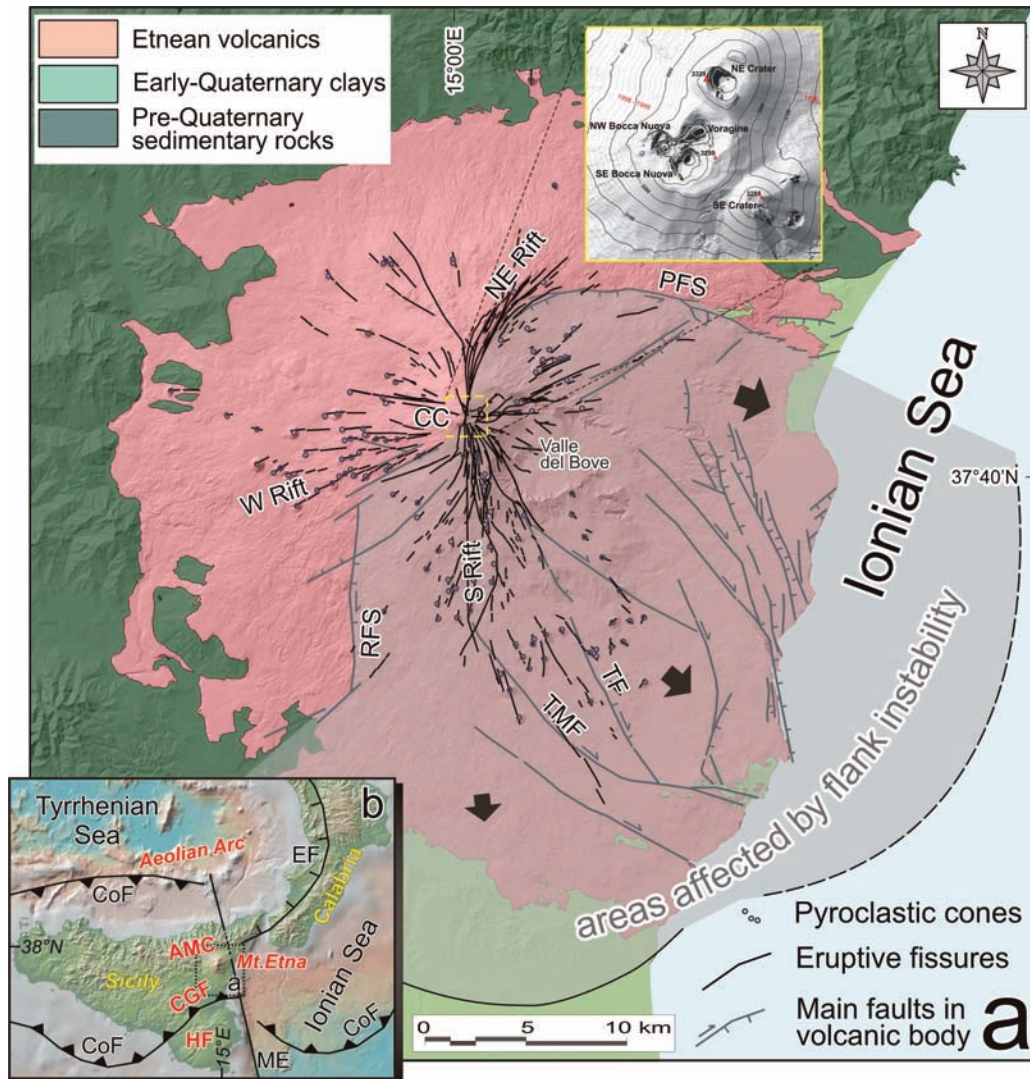 Etnean volcanics
Early-Quaternary clays
Pre-Quaternary
sedimentary rocks
15°00'E
N
NE Crater
NW Bocca Nuova
Voragine
SE Bocca Nuova
SE Crater
NE Rift
PFS
CC
Valle
del Bove
W Rift
S Rift
RFS
T.F.
TMF
Ionian Sea
37°40'N
areas affected by flank instability
Pyroclastic cones
Eruptive fissures
Main faults in
volcanic body
a
0 5 10 km
b
Tyrrhenian
Sea
Aeolian Arc
EF
Calabria
CoF
38°N
AMC
Mt.Etna
Sicily
a
CGF
Ionian Sea
CoF
HF
15°E
ME
CoF